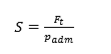 S = F_t / p_adm